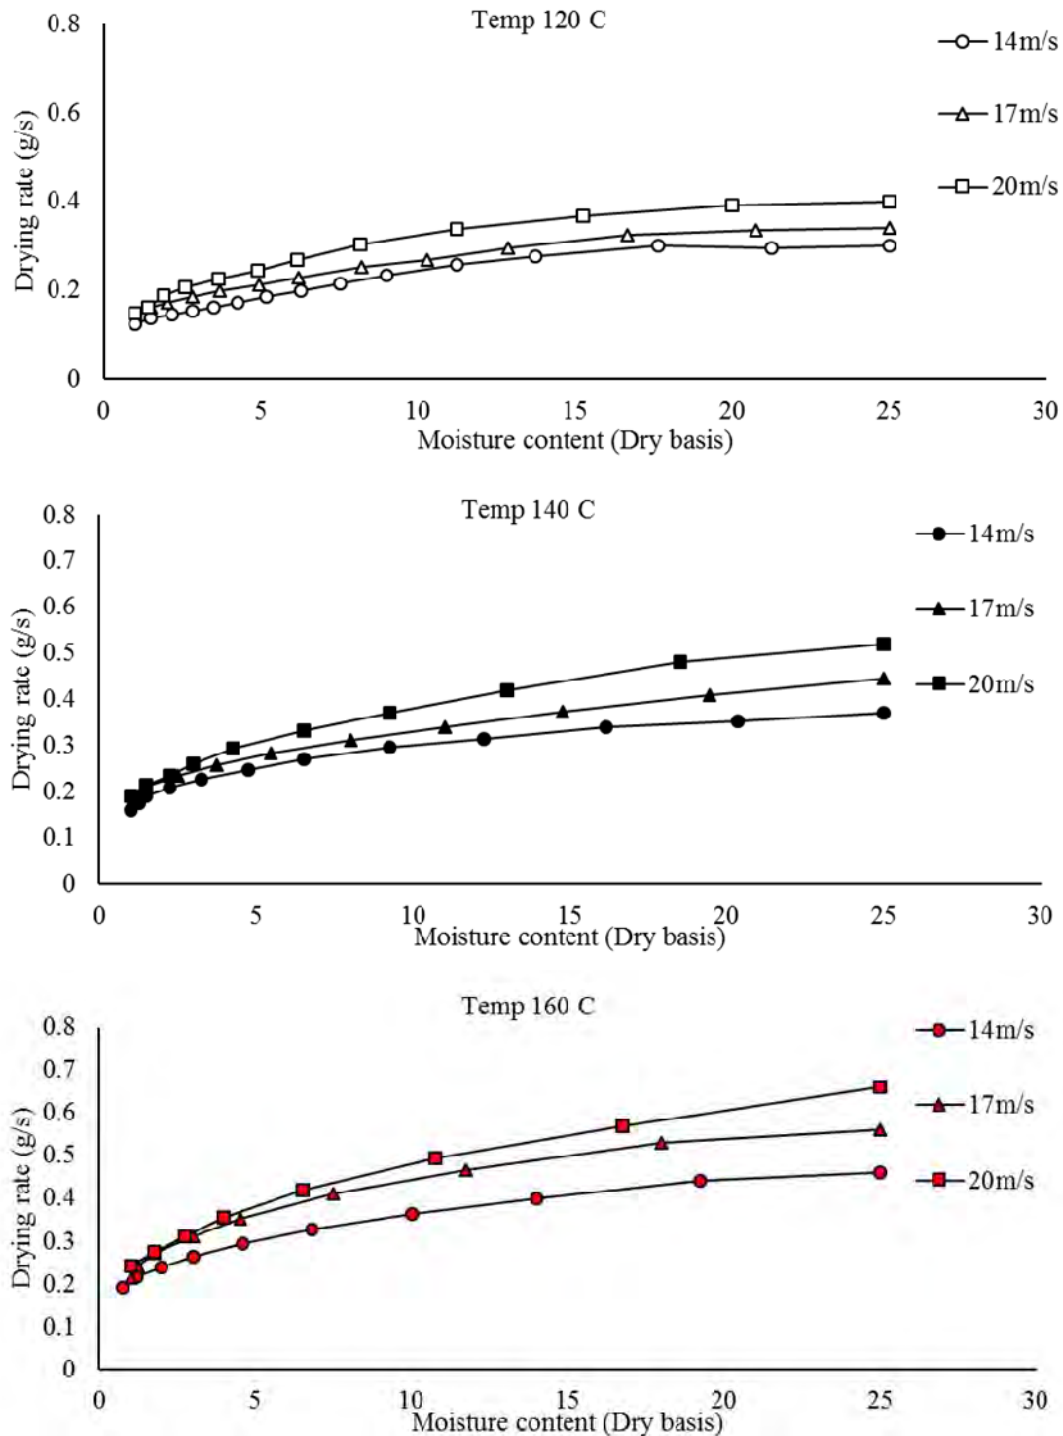 Temp 120 C
14m/s
17m/s
20m/s
Drying rate (g/s)
0.8
0.6
0.4
0.2
0
0 5 10 15 20 25 30
Moisture content (Dry basis)
Temp 140 C
14m/s
17m/s
20m/s
Drying rate (g/s)
0.8
0.7
0.6
0.5
0.4
0.3
0.2
0.1
0
0 5 10 15 20 25 30
Moisture content (Dry basis)
Temp 160 C
14m/s
17m/s
20m/s
Drying rate (g/s)
0.8
0.7
0.6
0.5
0.4
0.3
0.2
0.1
0
0 5 10 15 20 25 30
Moisture content (Dry basis)